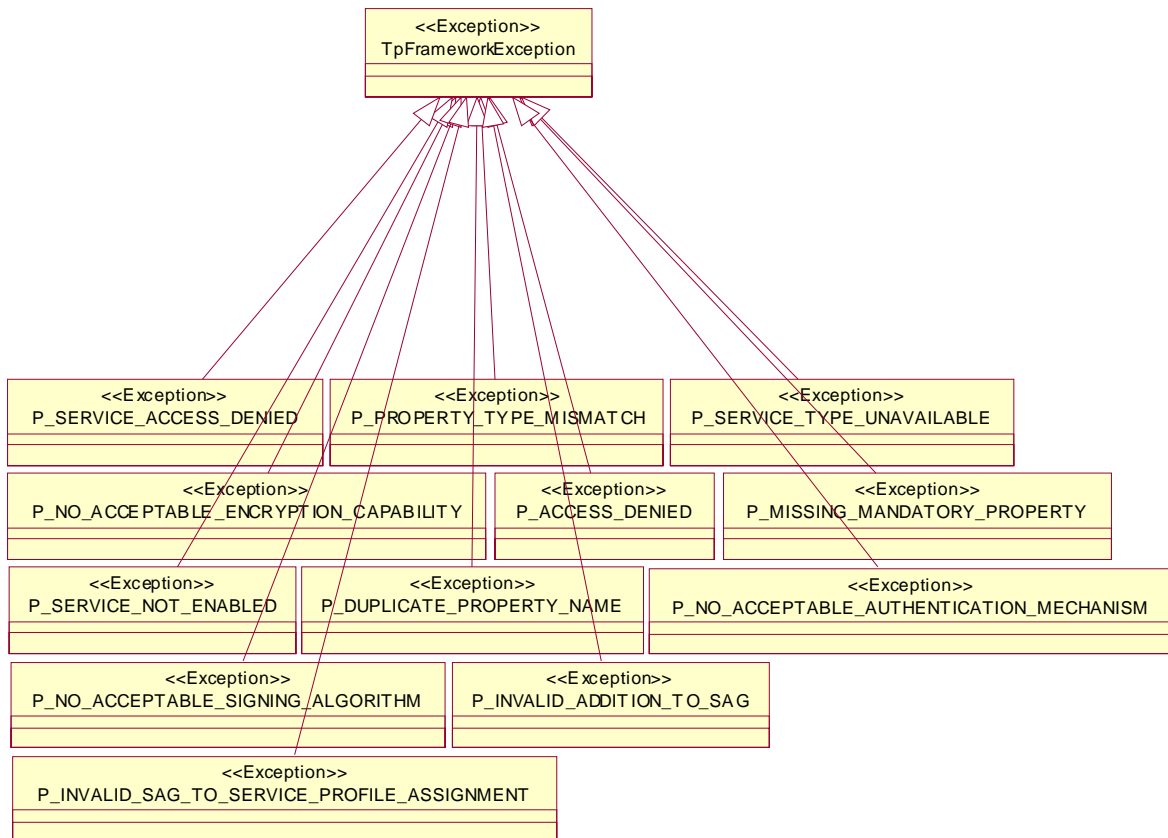 <<Exception>>
TpFrameworkException
<<Exception>>
P_SERVICE_ACCESS_DENIED
<<Exception>>
P_PROPERTY_TYPE_MISMATCH
<<Exception>>
P_SERVICE_TYPE_UNAVAILABLE
<<Exception>>
P_NO_ACCEPTABLE_ENCRYPTION_CAPABILITY
<<Exception>>
P_ACCESS_DENIED
<<Exception>>
P_MISSING_MANDATORY_PROPERTY
<<Exception>>
P_SERVICE_NOT_ENABLED
<<Exception>>
P_DUPLICATE_PROPERTY_NAME
<<Exception>>
P_NO_ACCEPTABLE_AUTHENTICATION_MECHANISM
<<Exception>>
P_NO_ACCEPTABLE_SIGNING_ALGORITHM
<<Exception>>
P_INVALID_ADDITION_TO_SAG
<<Exception>>
P_INVALID_SAG_TO_SERVICE_PROFILE_ASSIGNMENT